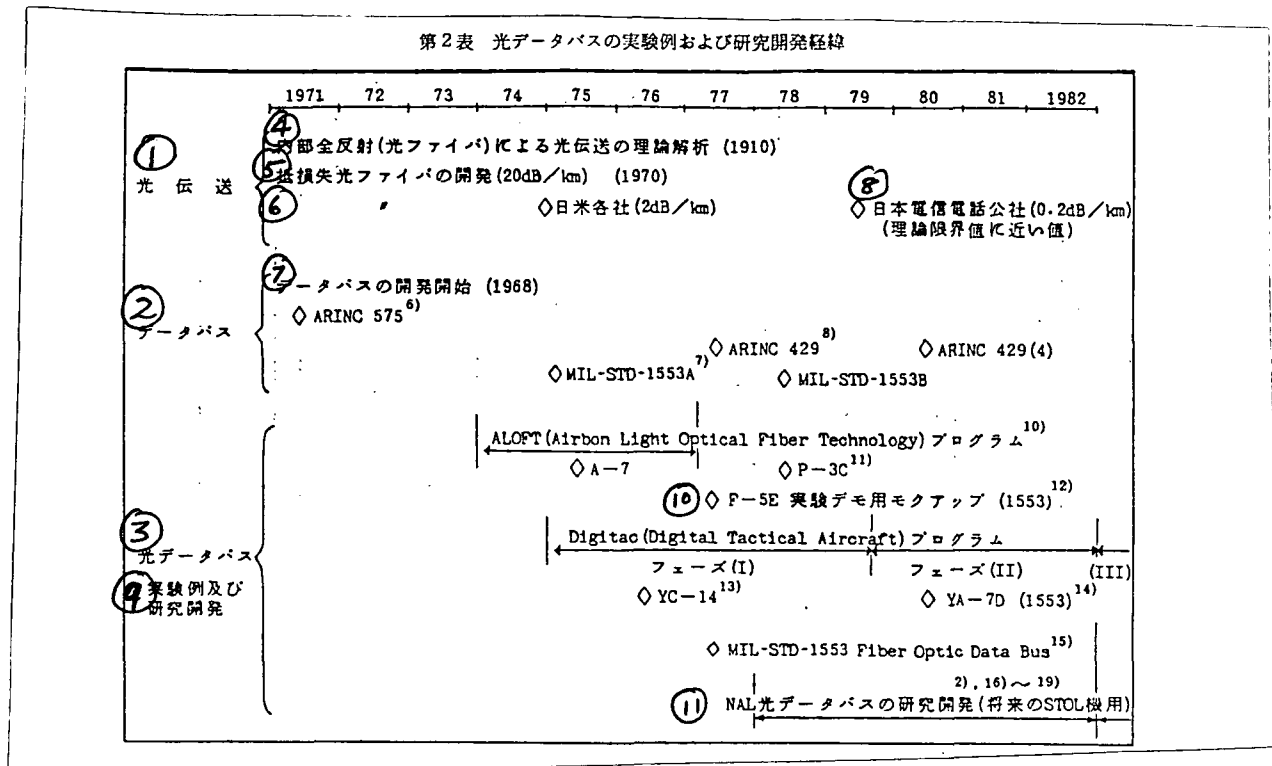 第2表 光データバスの実験例および研究開発経緯
1971 72 73 74 75 76 77 78 79 80 81 1982
① 光伝送
④ 内部全反射(光ファイバ)による光伝送の理論解析 (1910)
⑤ 低損失光ファイバの開発(20dB/km) (1970)
⑥ 〃 ◇日米各社(2dB/km) ⑧ ◇日本電信電話公社(0.2dB/km)
(理論限界値に近い値)
② データバス
⑦ データバスの開発開始 (1968)
◇ ARINC 575 6)
◇ ARINC 429 8) ◇ ARINC 429(4)
◇ MIL-STD-1553A 7) ◇ MIL-STD-1553B
③ 光データバス
⑨ 実験例及び
研究開発
ALOFT(Airbon Light Optical Fiber Technology)プログラム 10)
◇ A-7 ◇ P-3C 11)
⑩ ◇ F-5E 実験デモ用モクアップ (1553) 12)
Digitac(Digital Tactical Aircraft)プログラム
フェーズ(I) フェーズ(II) (III)
◇ YC-14 13) ◇ YA-7D (1553) 14)
◇ MIL-STD-1553 Fiber Optic Data Bus 15)
2), 16)~19)
⑪ NAL光データバスの研究開発(将来のSTOL機用)